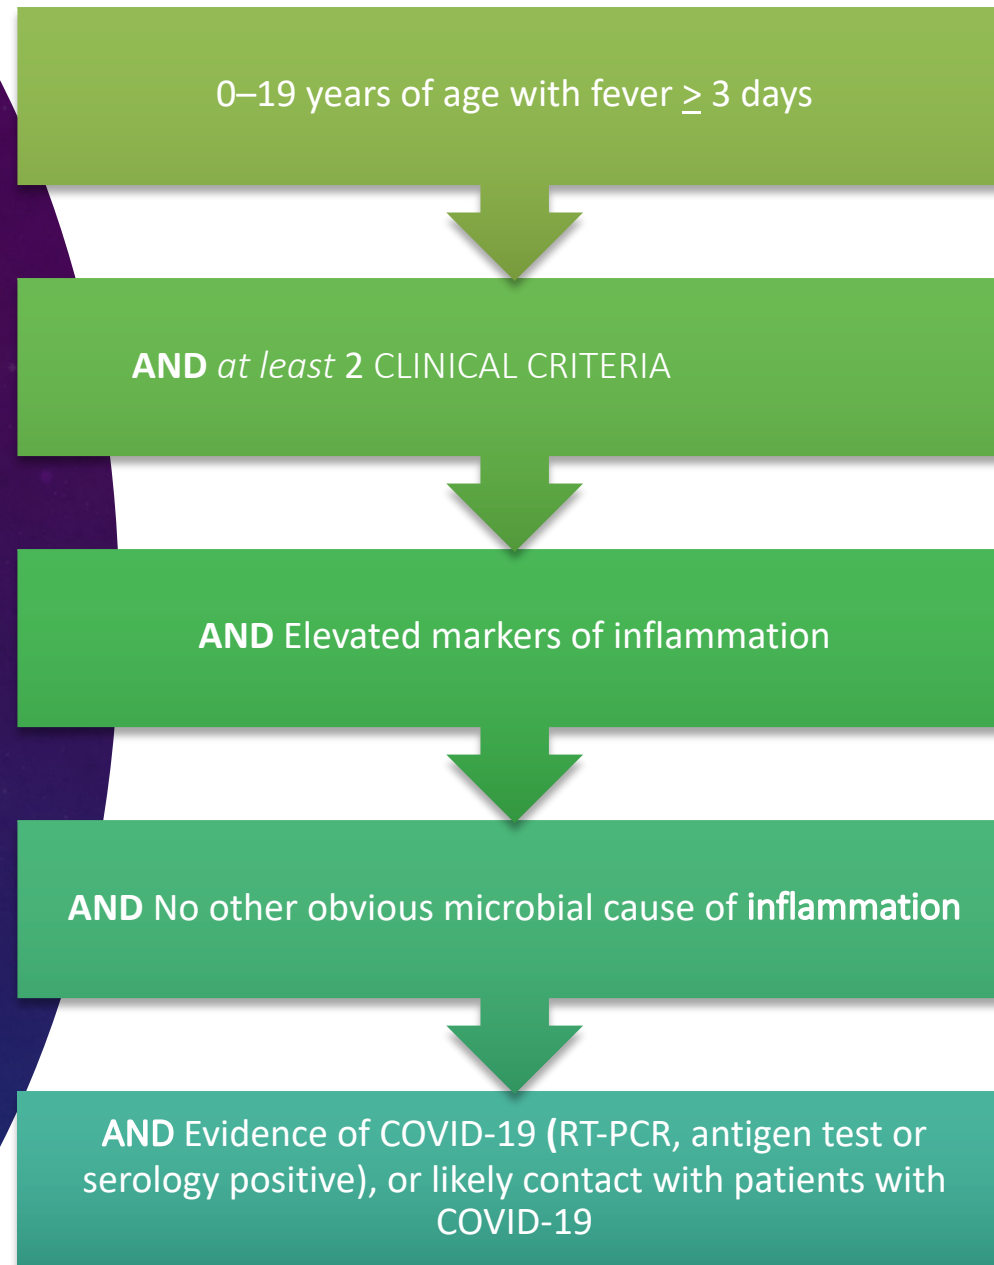 0–19 years of age with fever ≥ 3 days
AND at least 2 CLINICAL CRITERIA
AND Elevated markers of inflammation
AND No other obvious microbial cause of inflammation
AND Evidence of COVID-19 (RT-PCR, antigen test or
serology positive), or likely contact with patients with
COVID-19